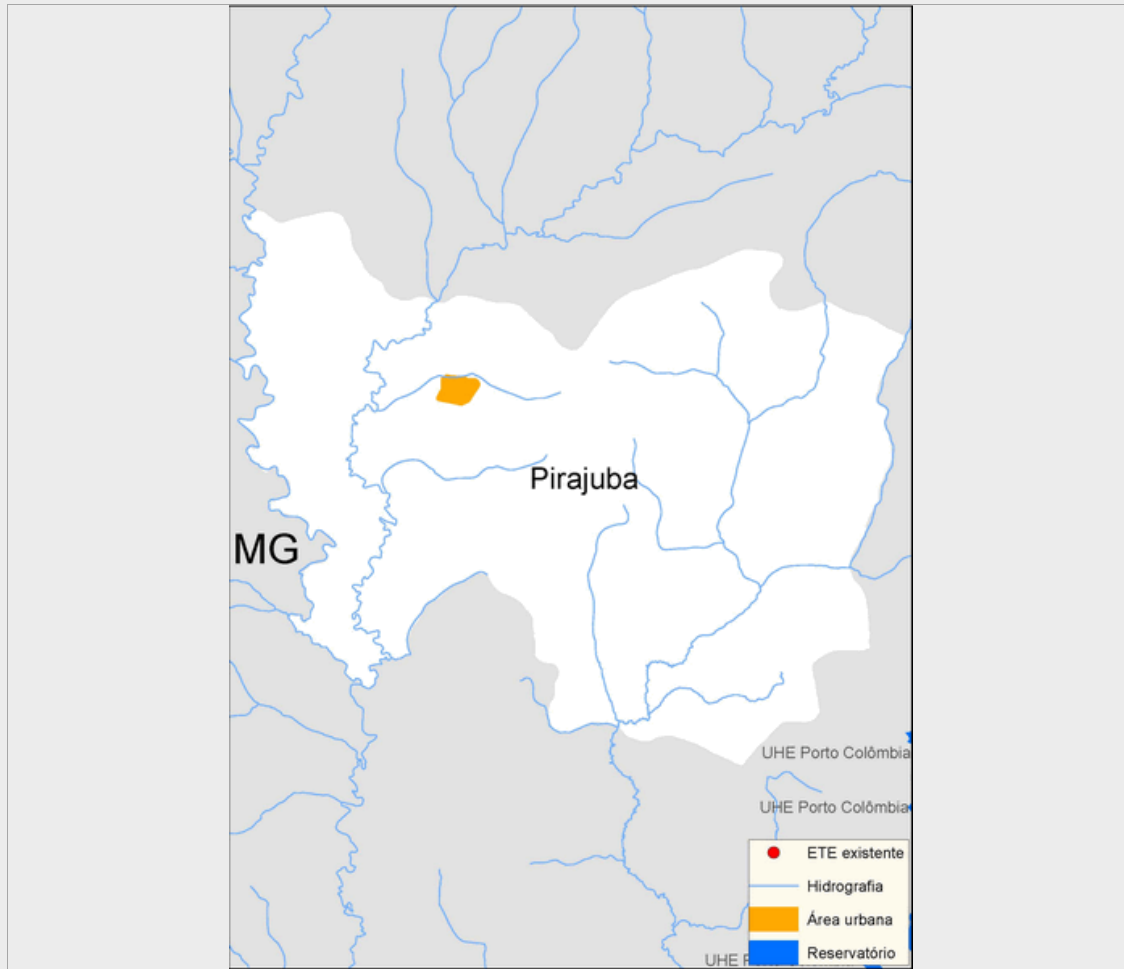 Pirajuba
MG
UHE Porto Colômbia
UHE Porto Colômbia
ETE existente
Hidrografia
Área urbana
Reservatório
UHE